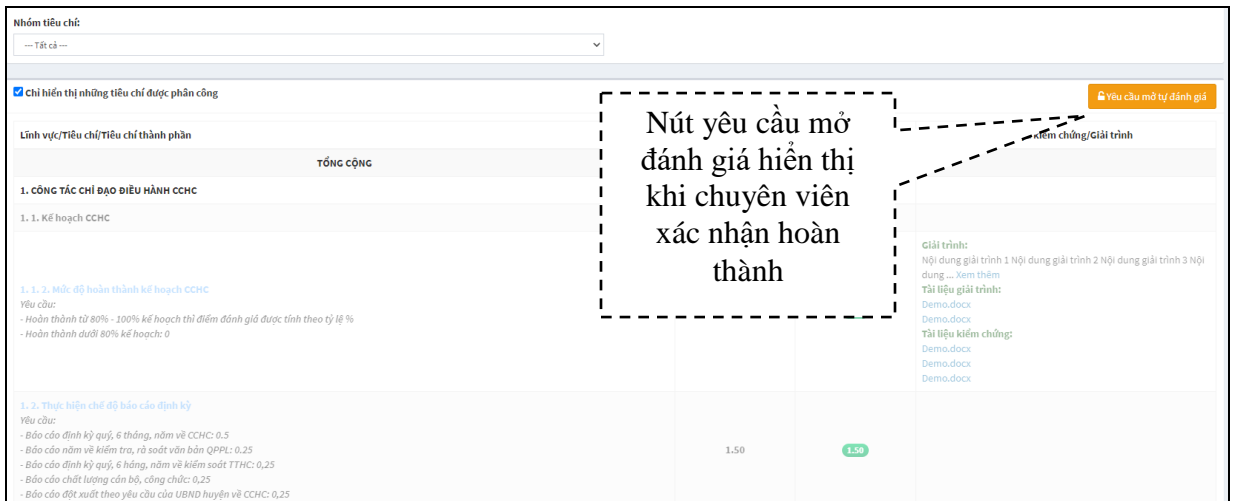 Nhóm tiêu chí:
--- Tất cả ---
Chỉ hiển thị những tiêu chí được phân công
Yêu cầu mở tự đánh giá
Nút yêu cầu mở
đánh giá hiển thị
khi chuyên viên
xác nhận hoàn
thành
Lĩnh vực/Tiêu chí/Tiêu chí thành phần
kiểm chứng/Giải trình
TỔNG CỘNG
1. CÔNG TÁC CHỈ ĐẠO ĐIỀU HÀNH CCHC
1. 1. Kế hoạch CCHC
1. 1. 2. Mức độ hoàn thành kế hoạch CCHC
Yêu cầu:
- Hoàn thành từ 80% - 100% kế hoạch thì điểm đánh giá được tính theo tỷ lệ %
- Hoàn thành dưới 80% kế hoạch: 0
Giải trình:
Nội dung giải trình 1 Nội dung giải trình 2 Nội dung giải trình 3 Nội
dung ... Xem thêm
Tài liệu giải trình:
Demo.docx
Demo.docx
Tài liệu kiểm chứng:
Demo.docx
Demo.docx
Demo.docx
1. 2. Thực hiện chế độ báo cáo định kỳ
Yêu cầu:
- Báo cáo định kỳ quý, 6 tháng, năm về CCHC: 0.5
- Báo cáo năm về kiểm tra, rà soát văn bản QPPL: 0.25
- Báo cáo định kỳ quý, 6 háng, năm về kiểm soát TTHC: 0,25
- Báo cáo chất lượng cán bộ, công chức: 0,25
- Báo cáo đột xuất theo yêu cầu của UBND huyện về CCHC: 0,25
1.50
1.50